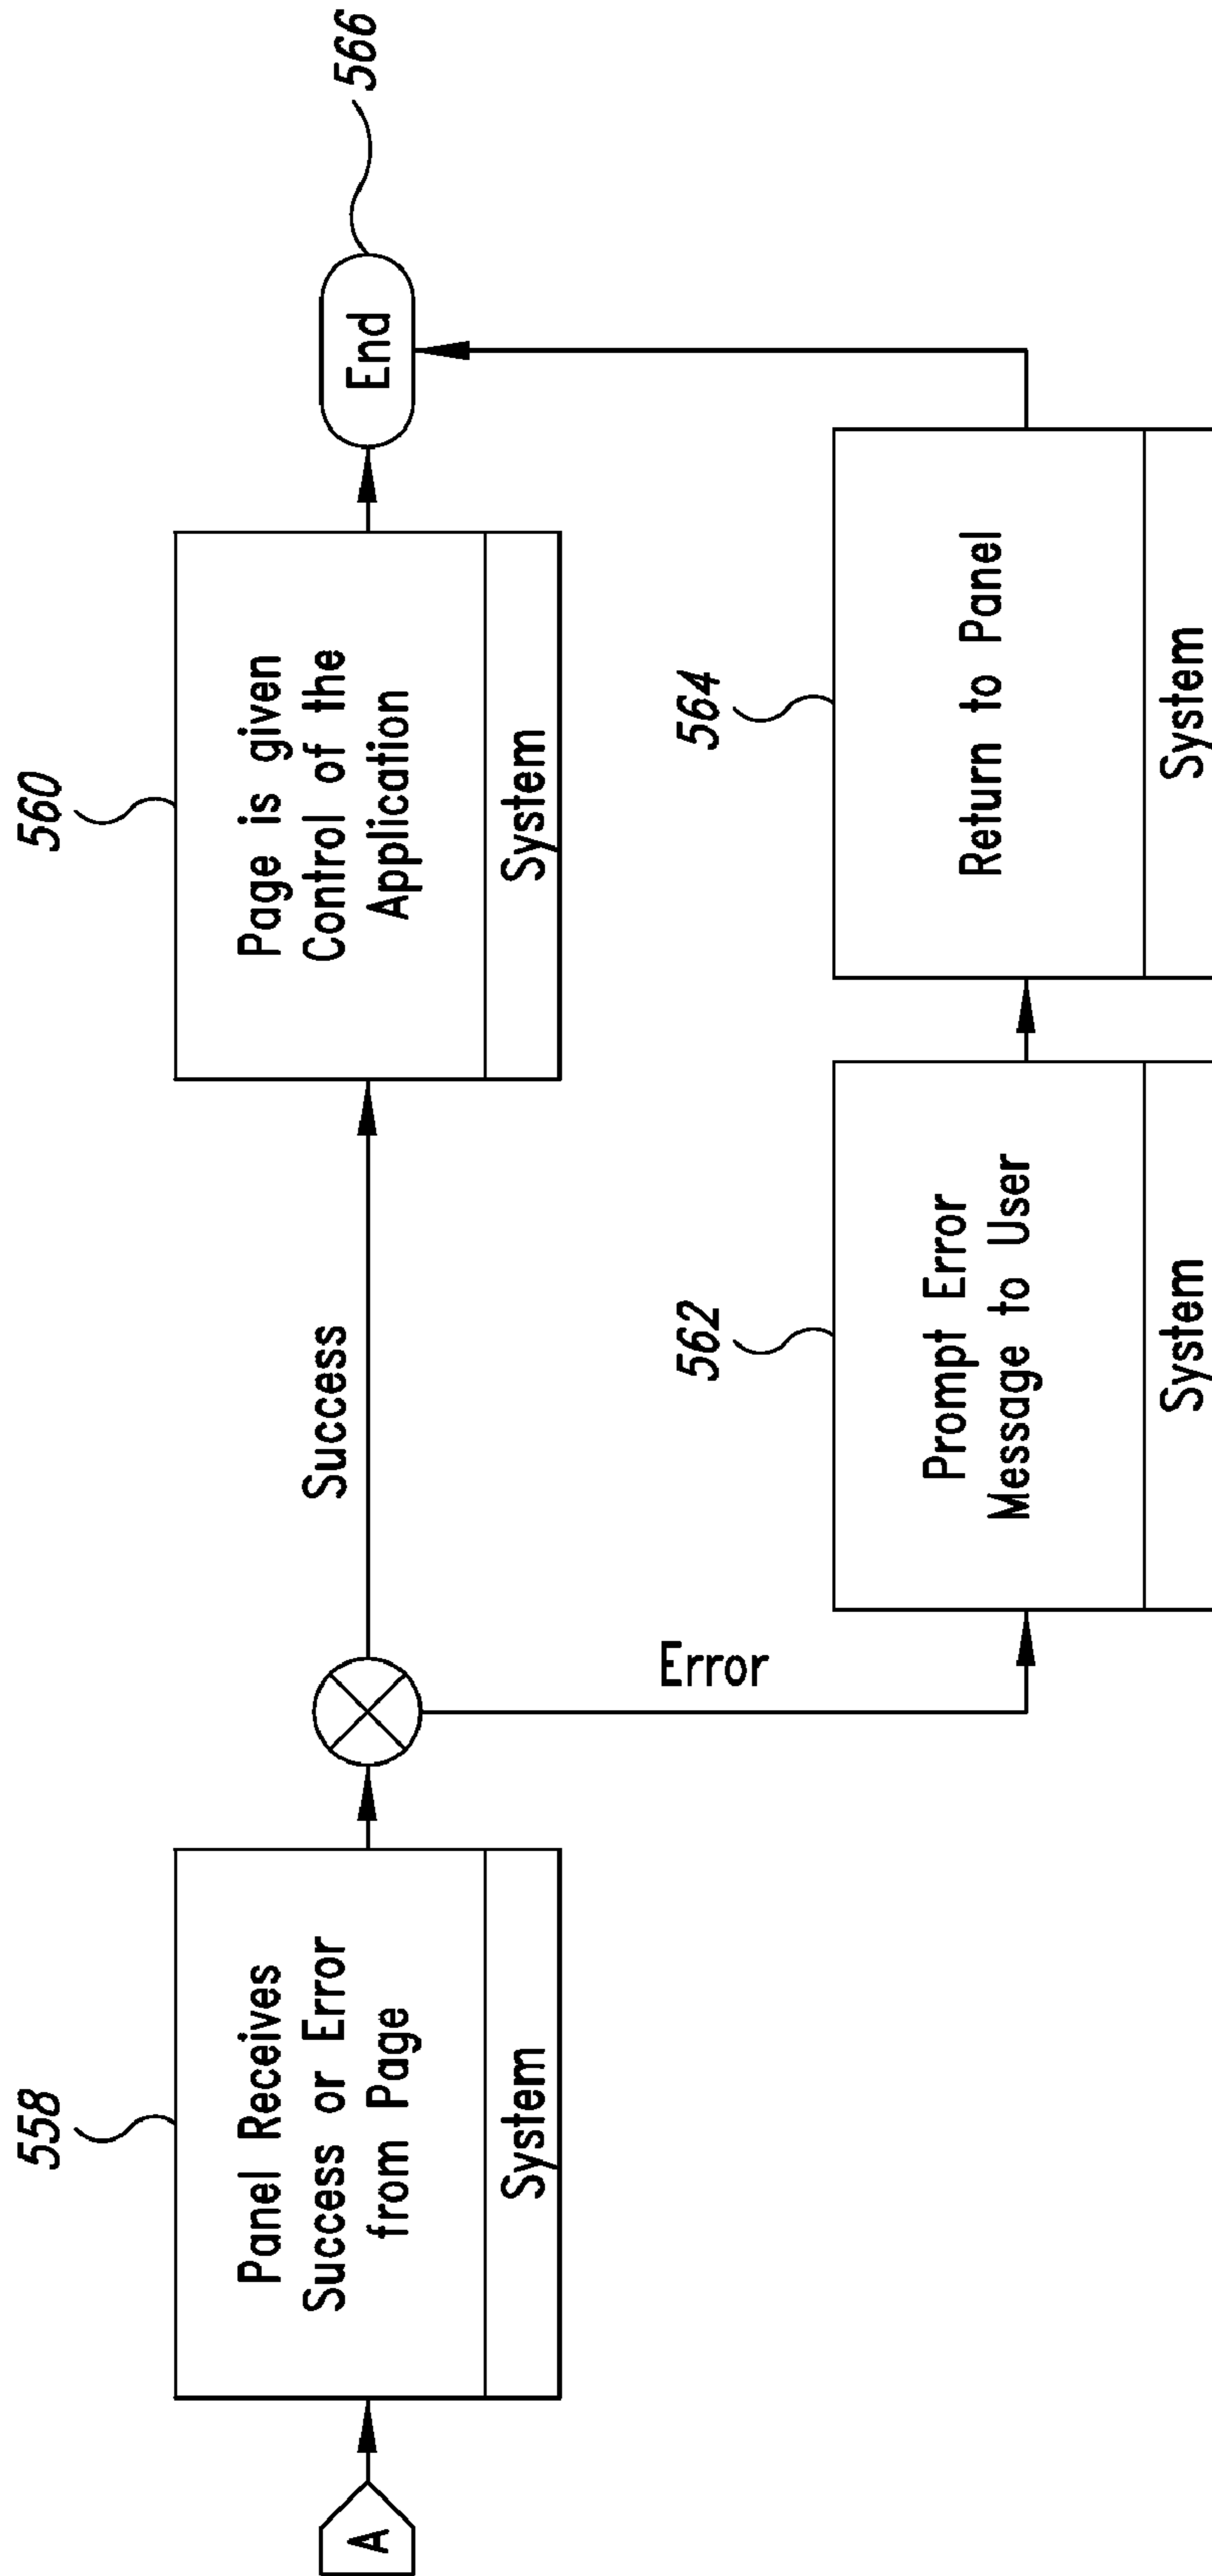 A
558
Panel Receives
Success or Error
from Page
System
Success
Error
560
Page is given
Control of the
Application
System
566
End
562
Prompt Error
Message to User
System
564
Return to Panel
System